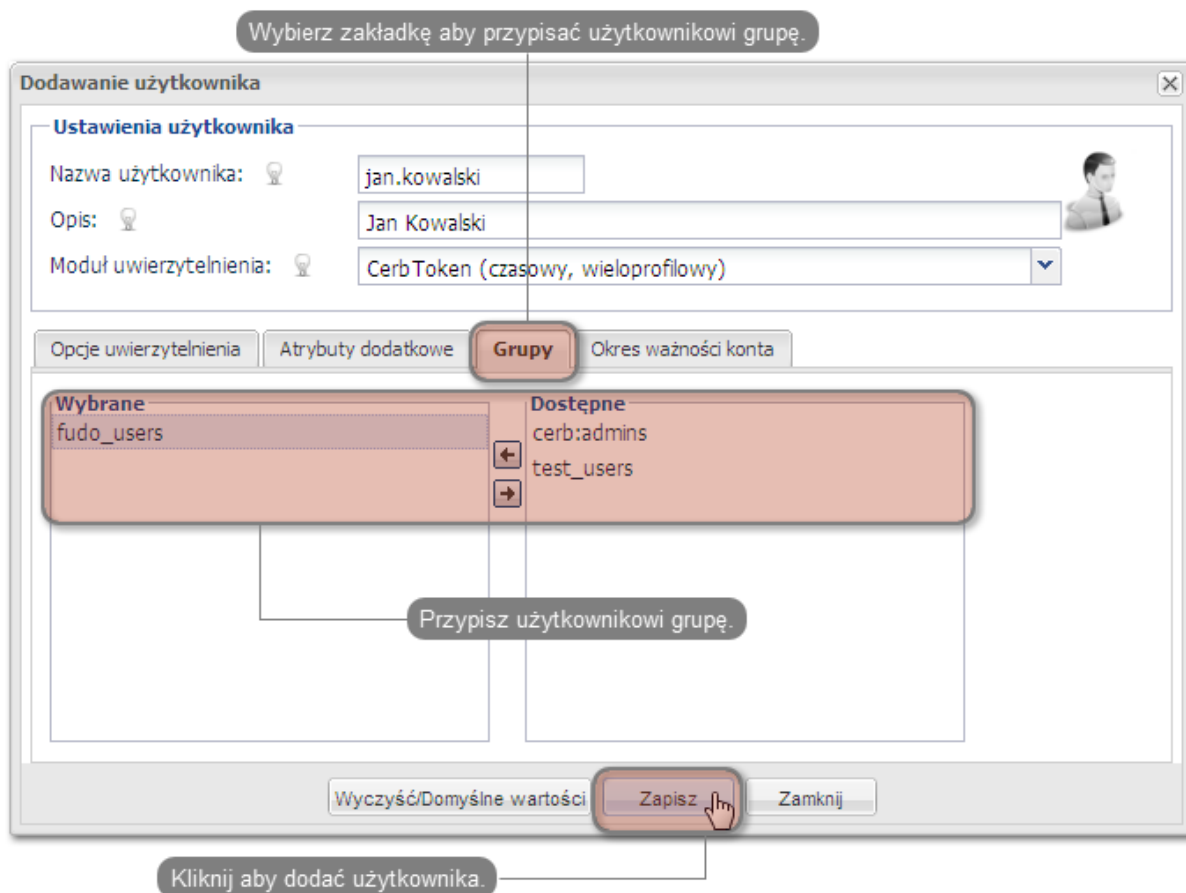 Wybierz zakładkę aby przypisać użytkownikowi grupę.
Dodawanie użytkownika
Ustawienia użytkownika
Nazwa użytkownika: jan.kowalski
Opis: Jan Kowalski
Moduł uwierzytelnienia: CerbToken (czasowy, wieloprofilowy)
Opcje uwierzytelnienia Atrybuty dodatkowe Grupy Okres ważności konta
Wybrane Dostępne
fudo_users cerb:admins
test_users
Przypisz użytkownikowi grupę.
Wyczyść/Domyślne wartości Zapisz Zamknij
Kliknij aby dodać użytkownika.